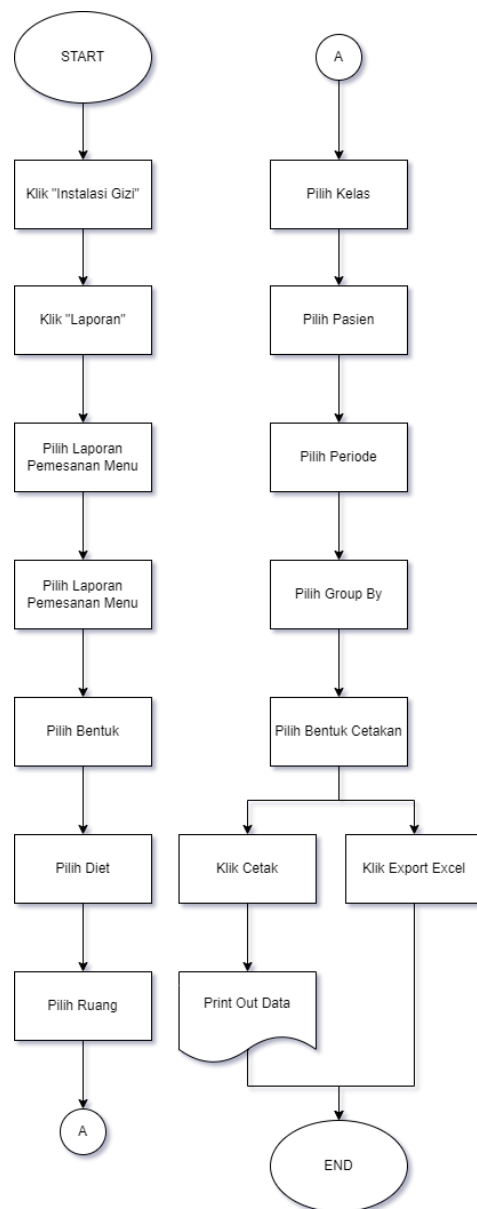 START
Klik "Instalasi Gizi"
Klik "Laporan"
Pilih Laporan
Pemesanan Menu
Pilih Laporan
Pemesanan Menu
Pilih Bentuk
Pilih Diet
Pilih Ruang
A
A
Pilih Kelas
Pilih Pasien
Pilih Periode
Pilih Group By
Pilih Bentuk Cetakan
Klik Cetak
Klik Export Excel
Print Out Data
END